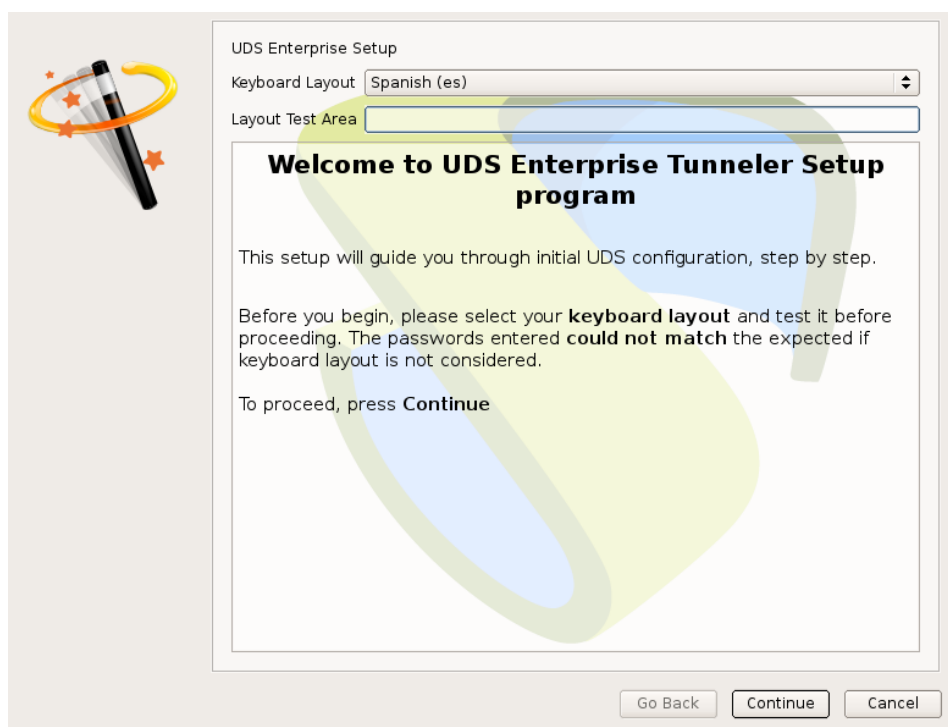 UDS Enterprise Setup
Keyboard Layout Spanish (es)
Layout Test Area
Welcome to UDS Enterprise Tunneler Setup
program
This setup will guide you through initial UDS configuration, step by step.
Before you begin, please select your keyboard layout and test it before
proceeding. The passwords entered could not match the expected if
keyboard layout is not considered.
To proceed, press Continue
Go Back Continue Cancel